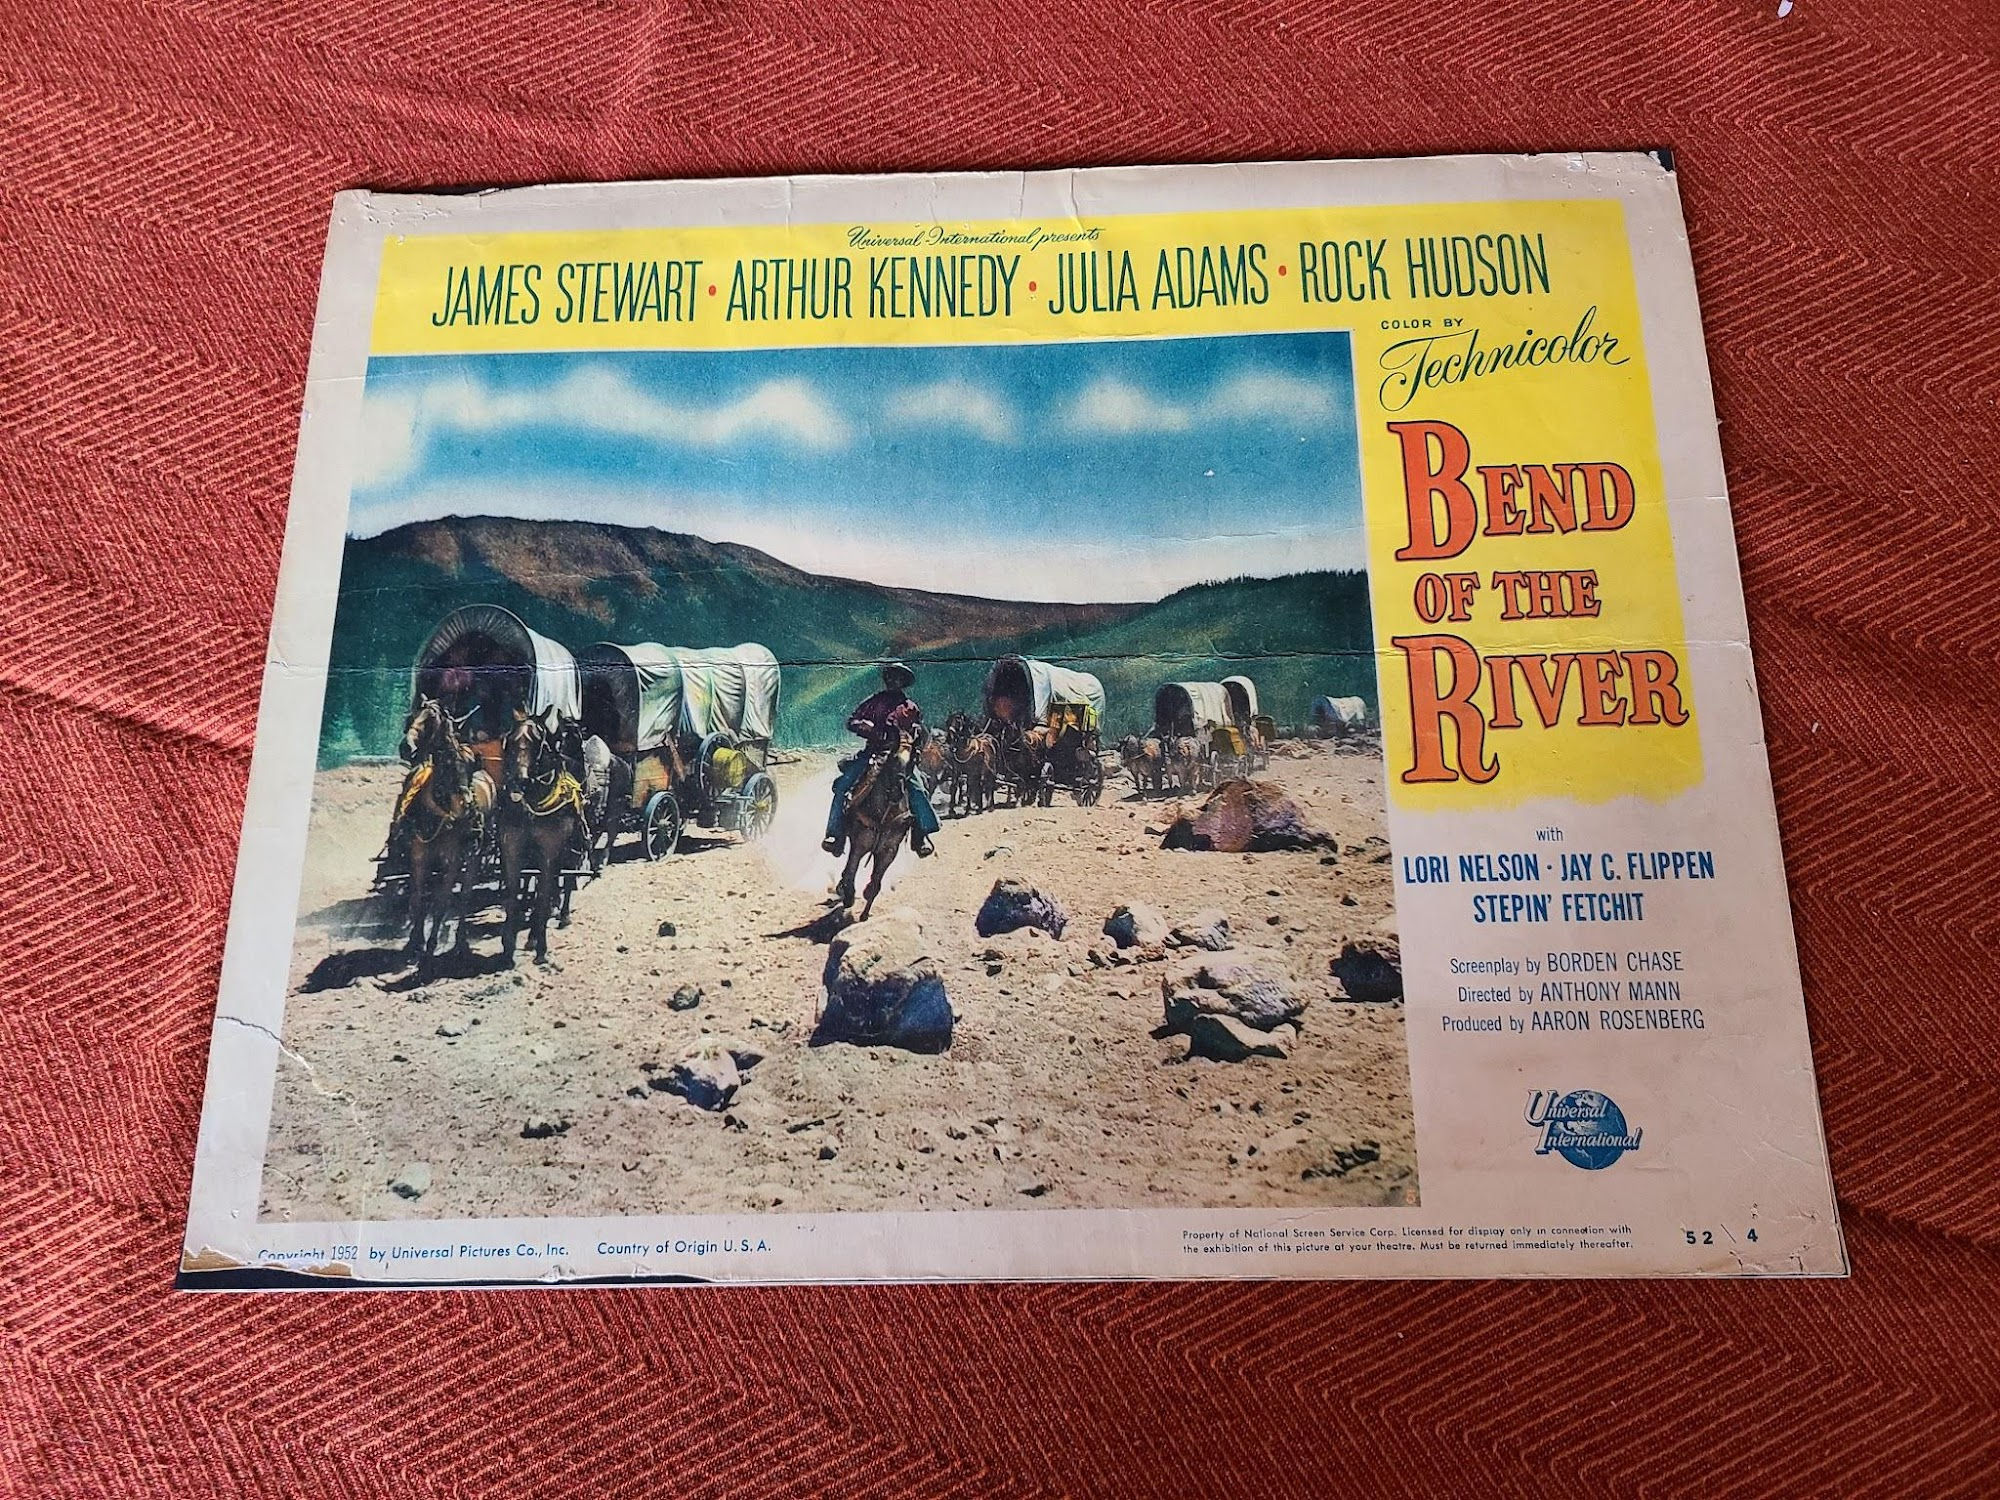 Universal-International presents
JAMES STEWART • ARTHUR KENNEDY • JULIA ADAMS • ROCK HUDSON
COLOR BY
Technicolor
BEND
OF THE
RIVER
with
LORI NELSON • JAY C. FLIPPEN
STEPIN' FETCHIT
Screenplay by BORDEN CHASE
Directed by ANTHONY MANN
Produced by AARON ROSENBERG
Universal
International
Copyright 1952 by Universal Pictures Co., Inc. Country of Origin U. S. A.
Property of National Screen Service Corp. Licensed for display only in connection with
the exhibition of this picture at your theatre. Must be returned immediately thereafter.
52 4